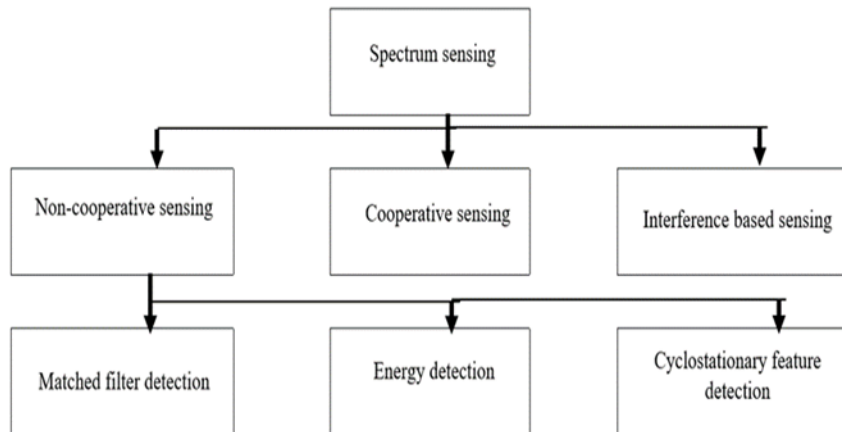 Spectrum sensing
Non-cooperative sensing
Cooperative sensing
Interference based sensing
Matched filter detection
Energy detection
Cyclostationary feature
detection